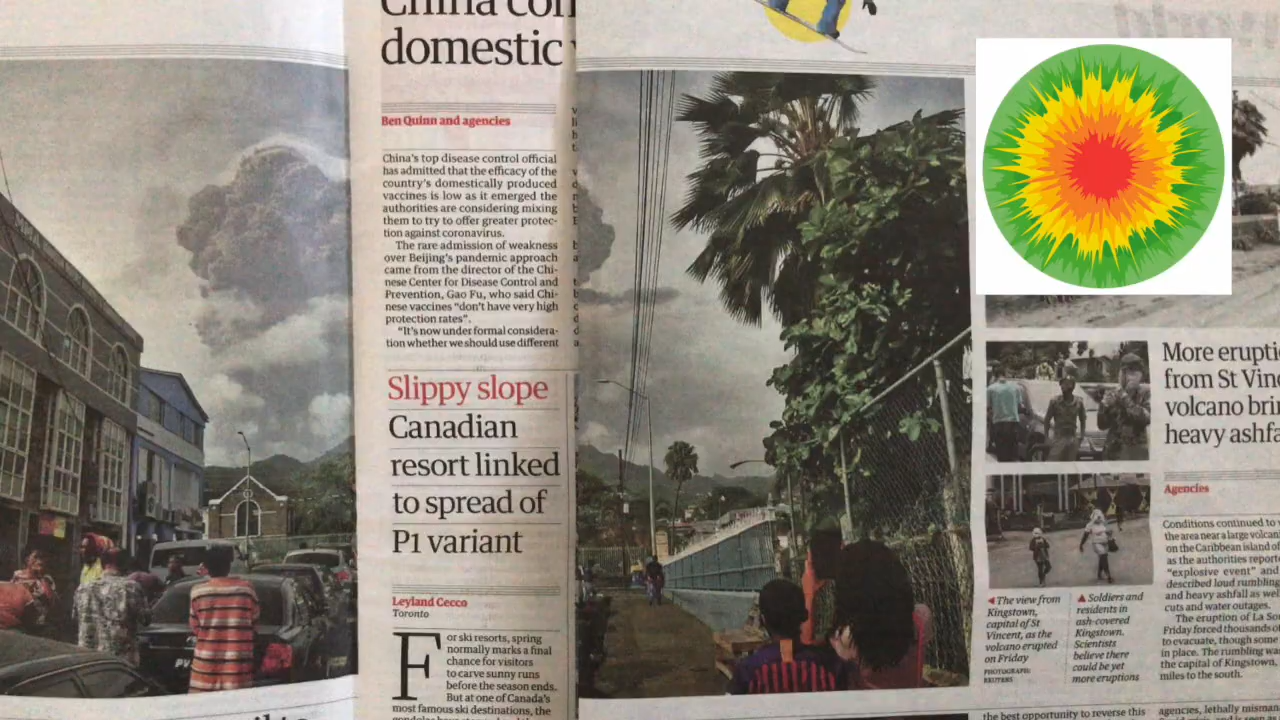 China con
domestic
Ben Quinn and agencies
China's top disease control official
has admitted that the efficacy of the
country's domestically produced
vaccines is low as it emerged the
authorities are considering mixing
them to try to offer greater protec-
tion against coronavirus.
The rare admission of weakness
over Beijing's pandemic approach
came from the director of the Chi-
nese Center for Disease Control and
Prevention, Gao Fu, who said Chi-
nese vaccines "don't have very high
protection rates".
"It's now under formal considera-
tion whether we should use different
Slippy slope
Canadian
resort linked
to spread of
P1 variant
Leyland Cecco
Toronto
For ski resorts, spring
normally marks a final
chance for visitors
to carve sunny runs
before the season ends.
But at one of Canada's
most famous ski destinations, the
More erupti
from St Vinc
volcano brin
heavy ashfa
Agencies
Conditions continued to
the area near a large volcan
on the Caribbean island of
as the authorities reporte
"explosive event" and
described loud rumbling
and heavy ashfall as wel
cuts and water outages.
The eruption of La So
Friday forced thousands of
to evacuate, though some
in place. The rumbling was
the capital of Kingstown,
miles to the south.
◀ The view from
Kingstown,
capital of St
Vincent, as the
volcano erupted
on Friday
PHOTOGRAPH:
REUTERS
▲ Soldiers and
residents in
ash-covered
Kingstown.
Scientists
believe there
could be yet
more eruptions
the best opportunity to reverse this
agencies, lethally misman